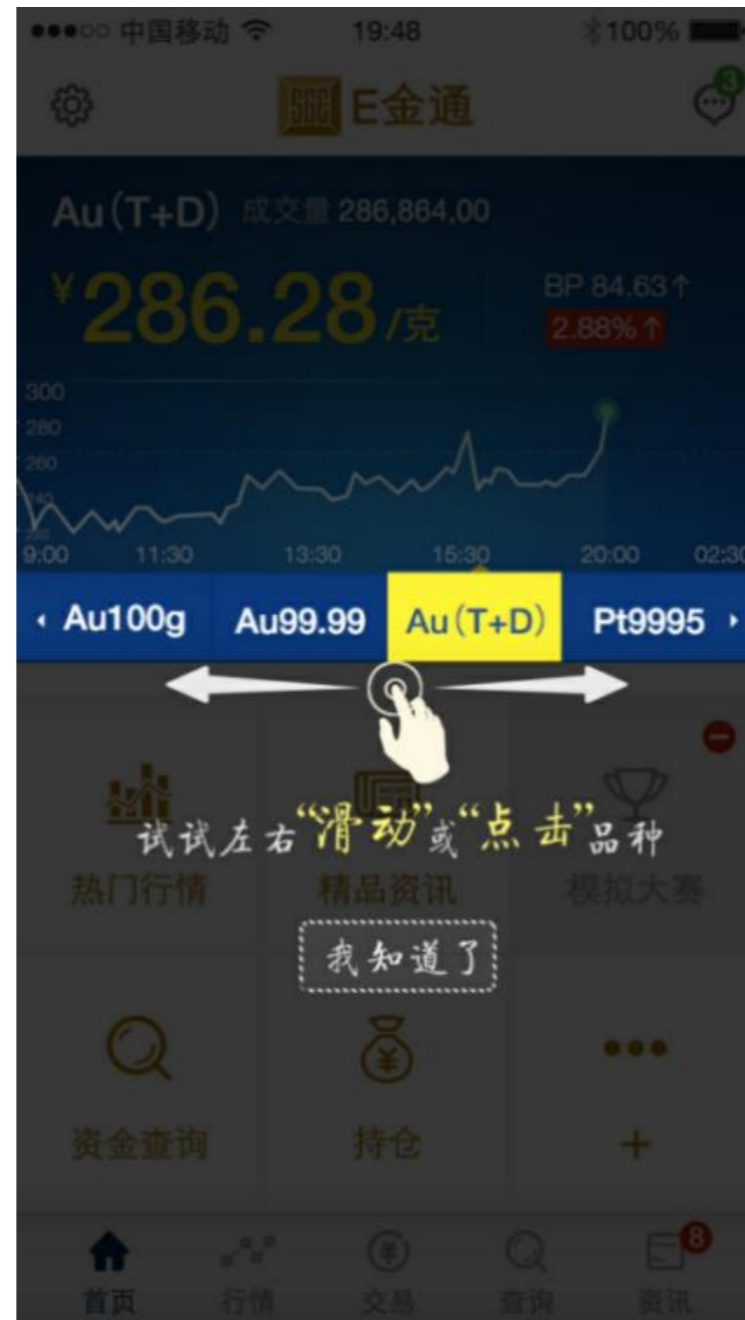 中国移动 19:48 100%
SGE E金通 3
Au(T+D) 成交量 286,864,00
¥286.28/克 BP 84.63↑
2.88%↑
300
280
260
240
220
9:00 11:30 13:30 15:30 20:00 02:30
Au100g Au99.99 Au(T+D) Pt9995
试试左右“滑动”或“点击”品种
热门行情 精品资讯 模拟大赛
我知道了
资金查询 持仓 +
8
首页 行情 交易 查询 资讯